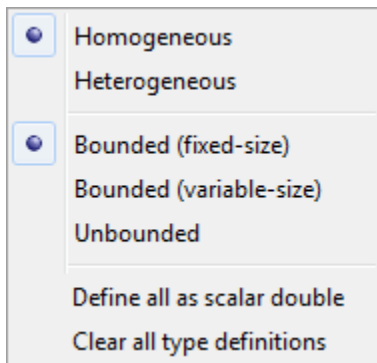 Homogeneous
Heterogeneous
Bounded (fixed-size)
Bounded (variable-size)
Unbounded
Define all as scalar double
Clear all type definitions